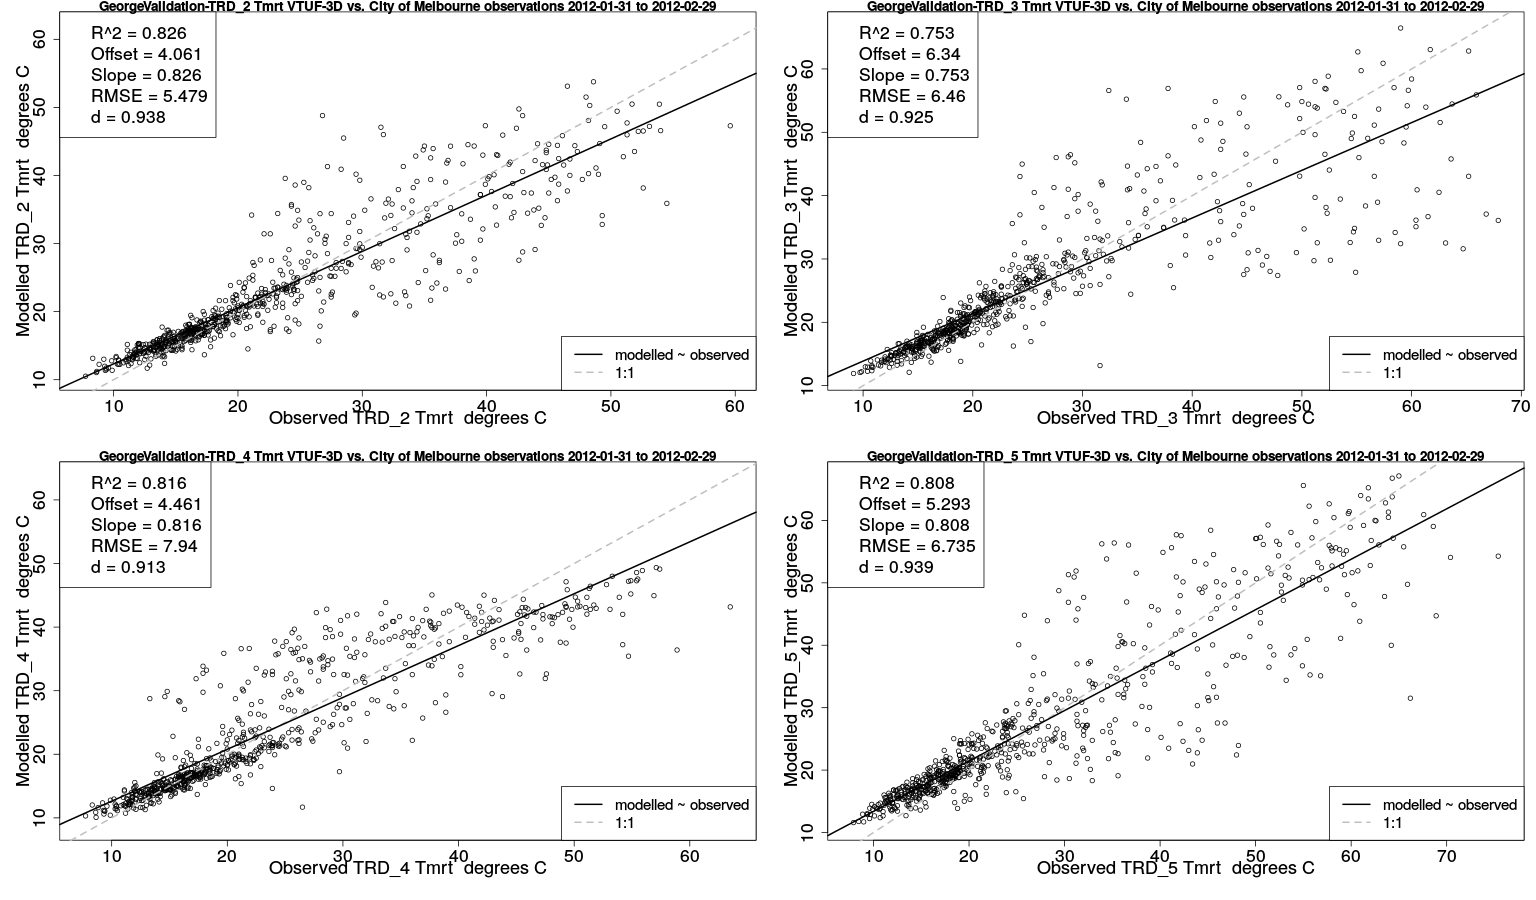 GeorgeValidation-TRD_2 Tmrt VTUF-3D vs. City of Melbourne observations 2012-01-31 to 2012-02-29
R^2 = 0.826
Offset = 4.061
Slope = 0.826
RMSE = 5.479
d = 0.938
Modelled TRD_2 Tmrt degrees C
10 20 30 40 50 60
modelled ~ observed
1:1
10 20 30 40 50 60
Observed TRD_2 Tmrt degrees C
GeorgeValidation-TRD_3 Tmrt VTUF-3D vs. City of Melbourne observations 2012-01-31 to 2012-02-29
R^2 = 0.753
Offset = 6.34
Slope = 0.753
RMSE = 6.46
d = 0.925
Modelled TRD_3 Tmrt degrees C
10 20 30 40 50 60
modelled ~ observed
1:1
10 20 30 40 50 60 70
Observed TRD_3 Tmrt degrees C
GeorgeValidation-TRD_4 Tmrt VTUF-3D vs. City of Melbourne observations 2012-01-31 to 2012-02-29
R^2 = 0.816
Offset = 4.461
Slope = 0.816
RMSE = 7.94
d = 0.913
Modelled TRD_4 Tmrt degrees C
10 20 30 40 50 60
modelled ~ observed
1:1
10 20 30 40 50 60
Observed TRD_4 Tmrt degrees C
GeorgeValidation-TRD_5 Tmrt VTUF-3D vs. City of Melbourne observations 2012-01-31 to 2012-02-29
R^2 = 0.808
Offset = 5.293
Slope = 0.808
RMSE = 6.735
d = 0.939
Modelled TRD_5 Tmrt degrees C
10 20 30 40 50 60
modelled ~ observed
1:1
10 20 30 40 50 60 70
Observed TRD_5 Tmrt degrees C